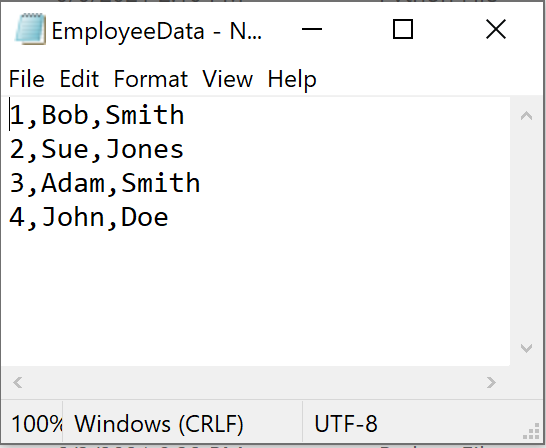 EmployeeData - N...
File Edit Format View Help
1,Bob,Smith
2,Sue,Jones
3,Adam,Smith
4,John,Doe
100% Windows (CRLF) UTF-8